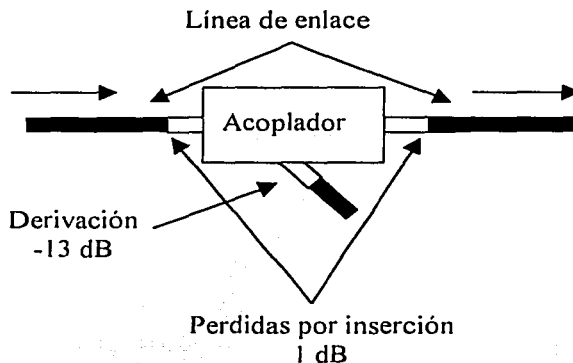 Línea de enlace
Acoplador
Derivación
-13 dB
Perdidas por inserción
1 dB